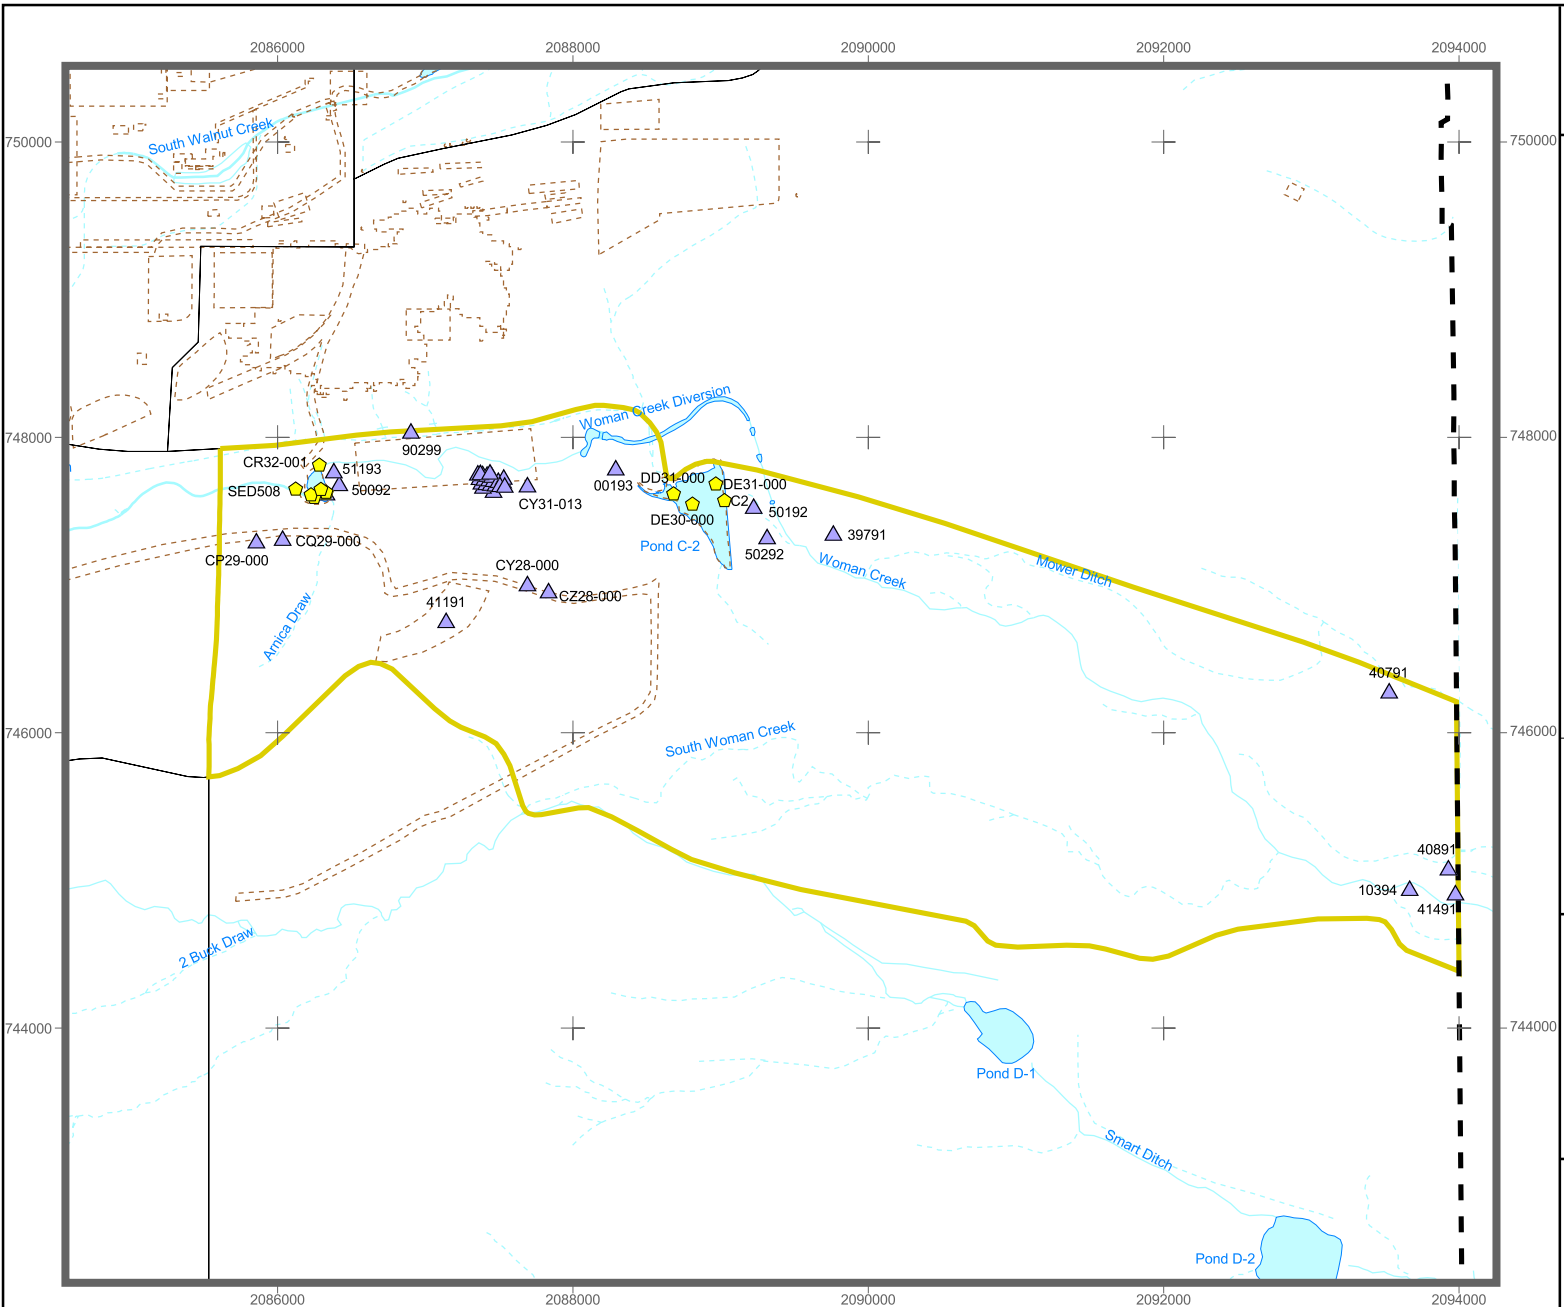 2086000 2088000 2090000 2092000 2094000
750000 750000
South Walnut Creek
Woman Creek Diversion
748000 748000
90299
CR32-001
51193
00193
DD31-000
DE31-000
SED508
50092
CY31-013
C2
50192
DE30-000
39791
CQ29-000
Pond C-2
50292
CP29-000
CY28-000
Woman Creek
Mower Ditch
CZ28-000
41191
Arnica Draw
40791
746000 746000
South Woman Creek
40891
10394
41491
2 Buck Draw
744000 744000
Pond D-1
Smart Ditch
Pond D-2
2086000 2088000 2090000 2092000 2094000